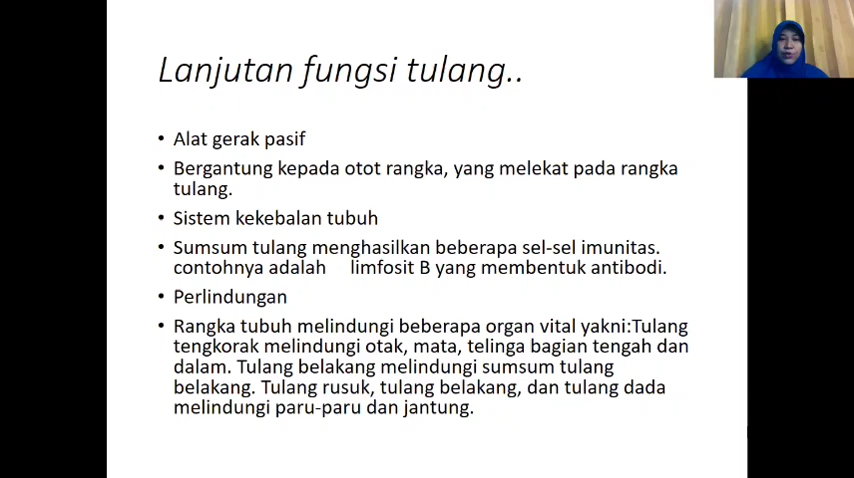 Lanjutan fungsi tulang..
• Alat gerak pasif
• Bergantung kepada otot rangka, yang melekat pada rangka
tulang.
• Sistem kekebalan tubuh
• Sumsum tulang menghasilkan beberapa sel-sel imunitas.
contohnya adalah    limfosit B yang membentuk antibodi.
• Perlindungan
• Rangka tubuh melindungi beberapa organ vital yakni:Tulang
tengkorak melindungi otak, mata, telinga bagian tengah dan
dalam. Tulang belakang melindungi sumsum tulang
belakang. Tulang rusuk, tulang belakang, dan tulang dada
melindungi paru-paru dan jantung.